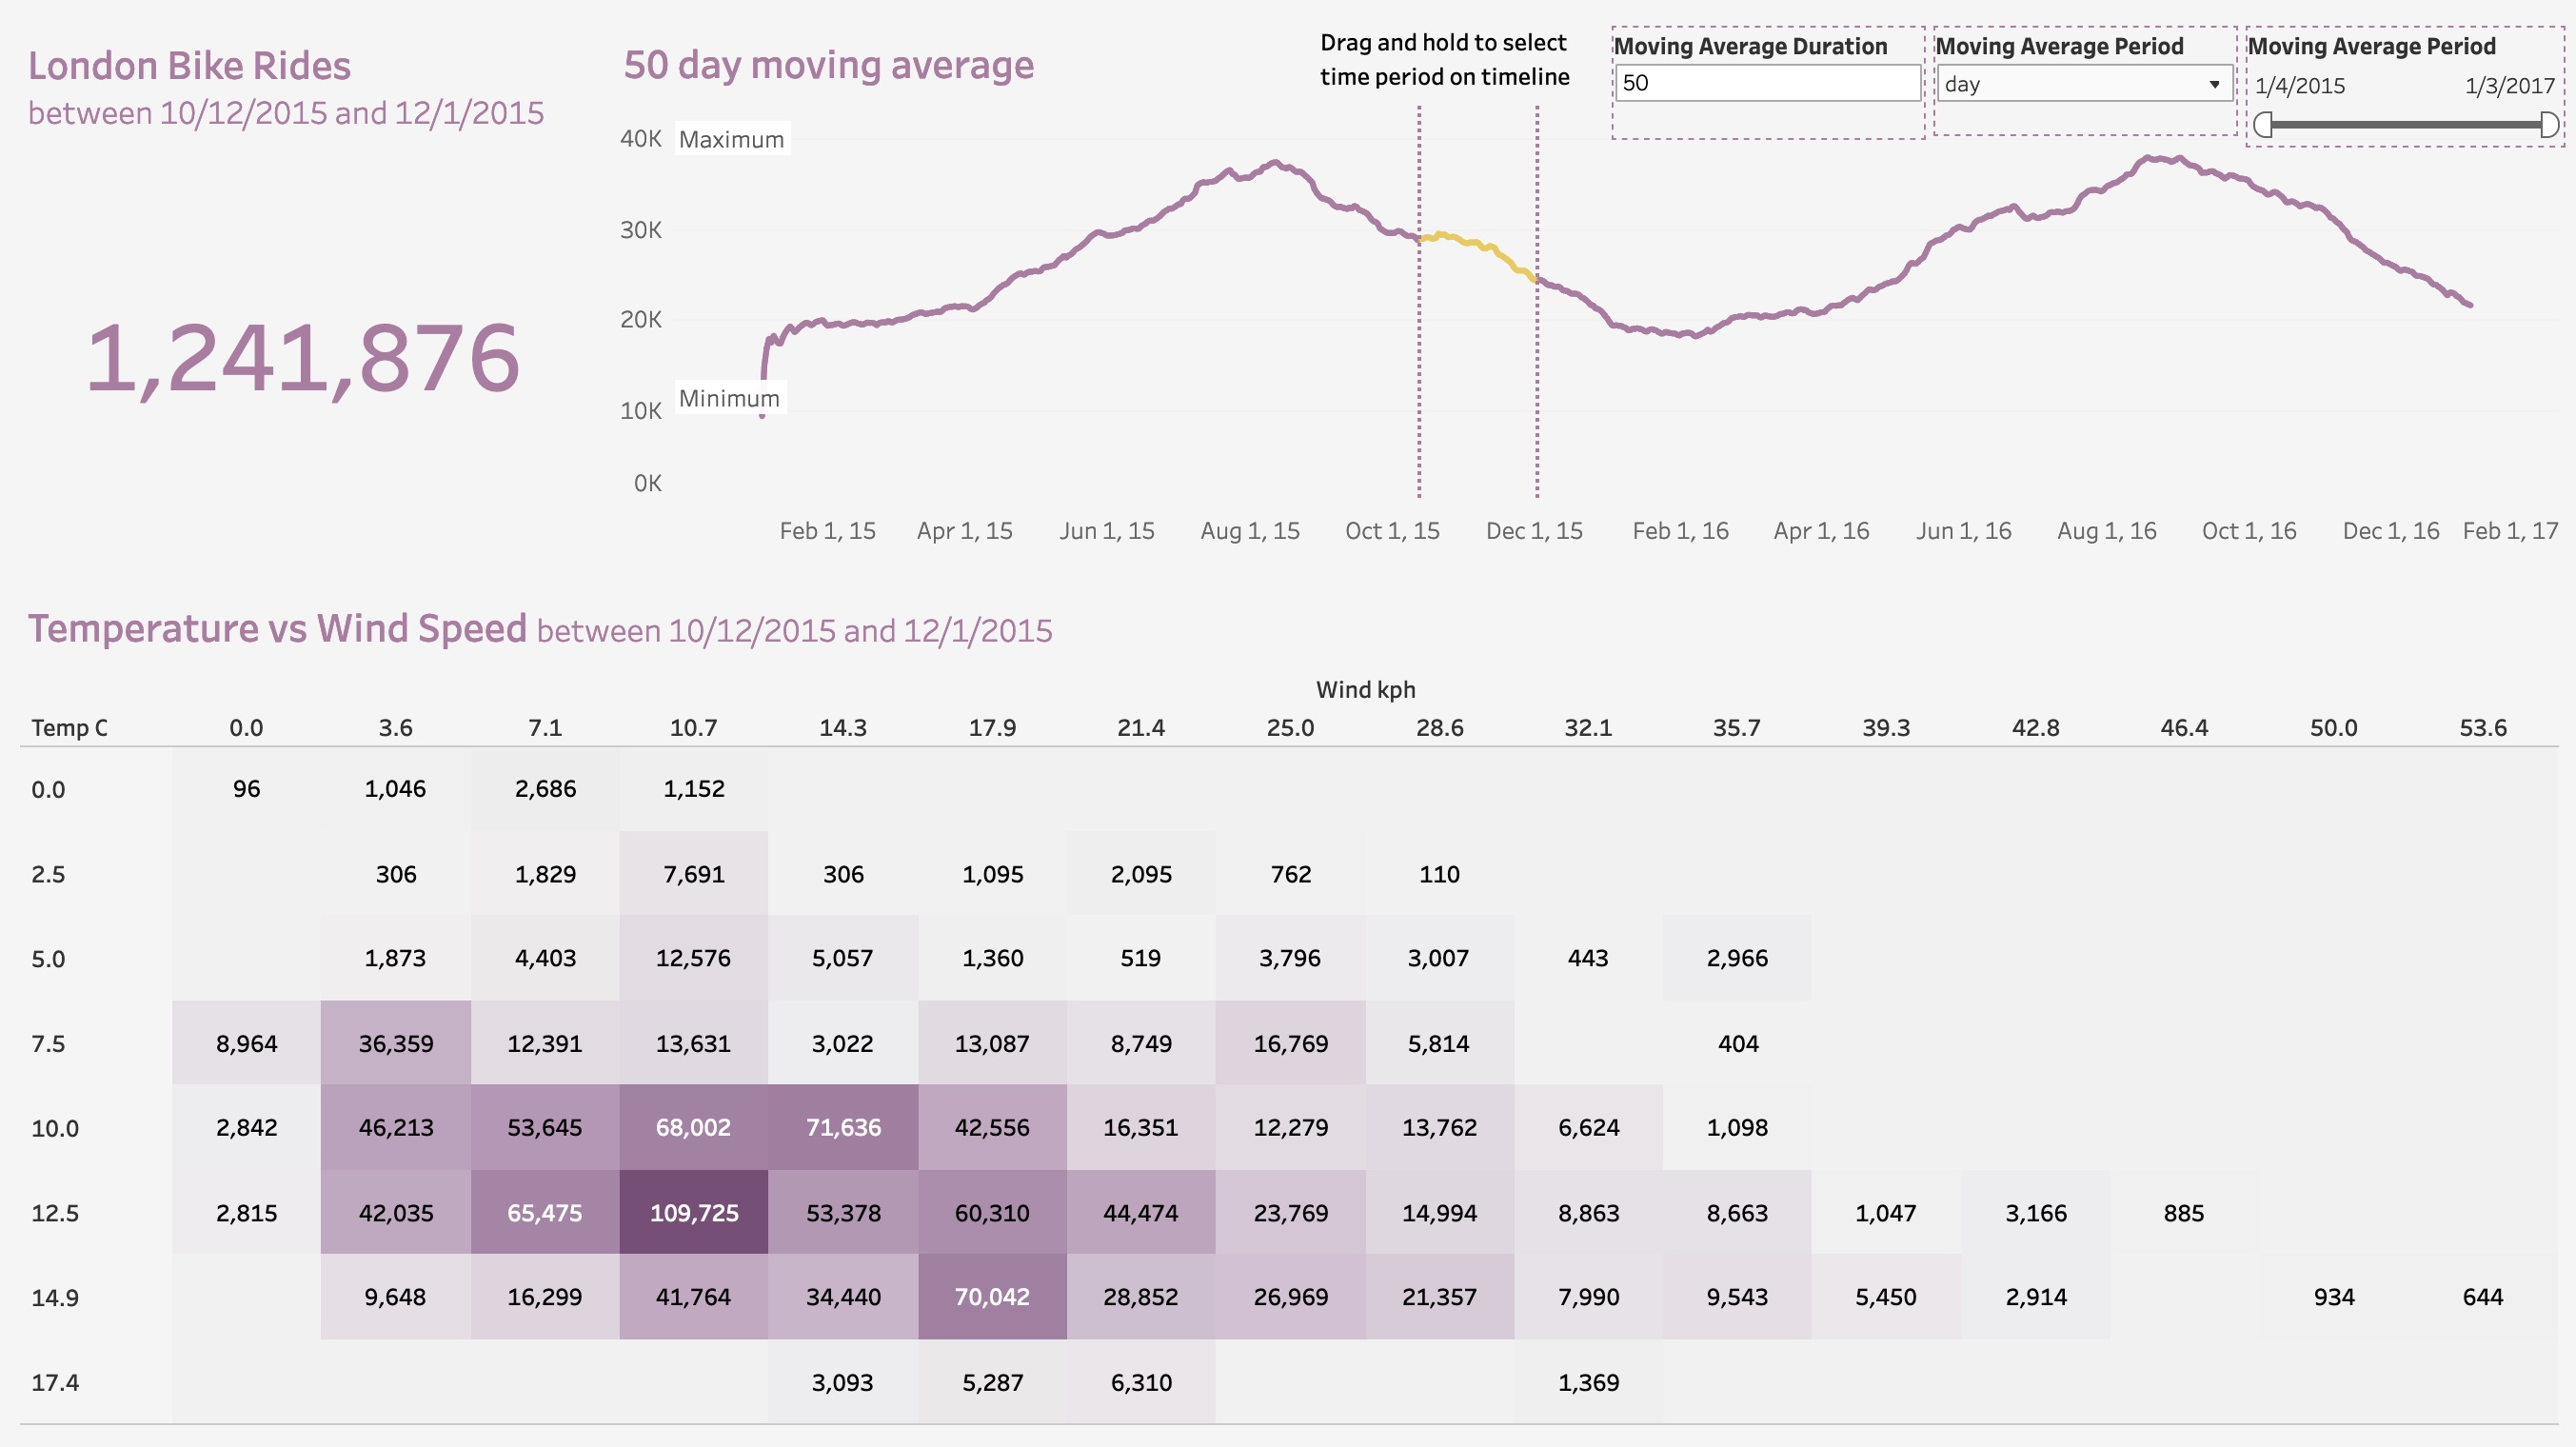 London Bike Rides
between 10/12/2015 and 12/1/2015
1,241,876
50 day moving average
Drag and hold to select
time period on timeline
Moving Average Duration
50
Moving Average Period
day
Moving Average Period
1/4/2015 1/3/2017
40K
Maximum
30K
20K
Minimum
10K
0K
Feb 1, 15 Apr 1, 15 Jun 1, 15 Aug 1, 15 Oct 1, 15 Dec 1, 15 Feb 1, 16 Apr 1, 16 Jun 1, 16 Aug 1, 16 Oct 1, 16 Dec 1, 16 Feb 1, 17
Temperature vs Wind Speed between 10/12/2015 and 12/1/2015
Wind kph
Temp C 0.0 3.6 7.1 10.7 14.3 17.9 21.4 25.0 28.6 32.1 35.7 39.3 42.8 46.4 50.0 53.6
0.0 96 1,046 2,686 1,152
2.5 306 1,829 7,691 306 1,095 2,095 762 110
5.0 1,873 4,403 12,576 5,057 1,360 519 3,796 3,007 443 2,966
7.5 8,964 36,359 12,391 13,631 3,022 13,087 8,749 16,769 5,814 404
10.0 2,842 46,213 53,645 68,002 71,636 42,556 16,351 12,279 13,762 6,624 1,098
12.5 2,815 42,035 65,475 109,725 53,378 60,310 44,474 23,769 14,994 8,863 8,663 1,047 3,166 885
14.9 9,648 16,299 41,764 34,440 70,042 28,852 26,969 21,357 7,990 9,543 5,450 2,914 934 644
17.4 3,093 5,287 6,310 1,369